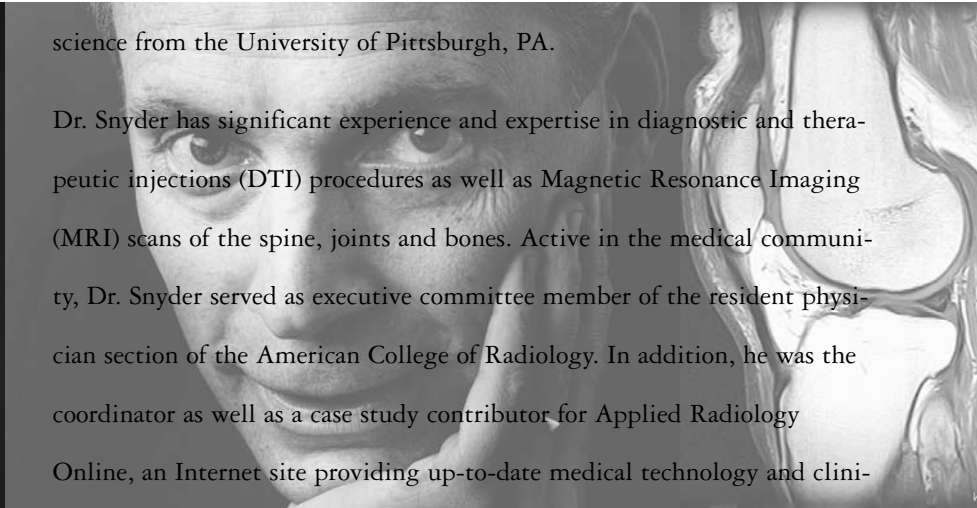 science from the University of Pittsburgh, PA.
Dr. Snyder has significant experience and expertise in diagnostic and thera-
peutic injections (DTI) procedures as well as Magnetic Resonance Imaging
(MRI) scans of the spine, joints and bones. Active in the medical communi-
ty, Dr. Snyder served as executive committee member of the resident physi-
cian section of the American College of Radiology. In addition, he was the
coordinator as well as a case study contributor for Applied Radiology
Online, an Internet site providing up-to-date medical technology and clini-